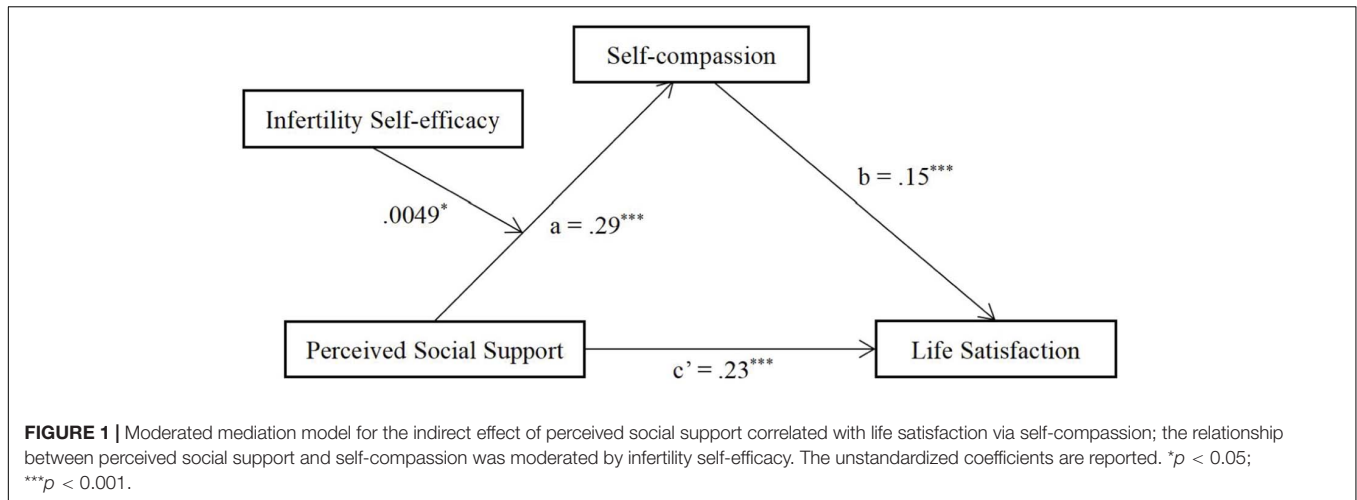 Self-compassion
Infertility Self-efficacy
b = .15***
.0049*
a = .29***
Perceived Social Support
Life Satisfaction
c’ = .23***
FIGURE 1 | Moderated mediation model for the indirect effect of perceived social support correlated with life satisfaction via self-compassion; the relationship
between perceived social support and self-compassion was moderated by infertility self-efficacy. The unstandardized coefficients are reported. *p < 0.05;
***p < 0.001.